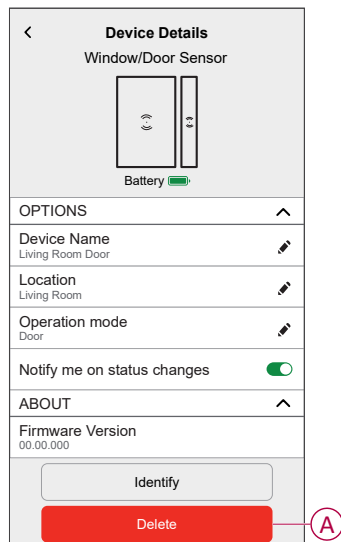 Device Details
Window/Door Sensor
Battery
OPTIONS
Device Name
Living Room Door
Location
Living Room
Operation mode
Door
Notify me on status changes
ABOUT
Firmware Version
00.00.000
Identify
Delete
A